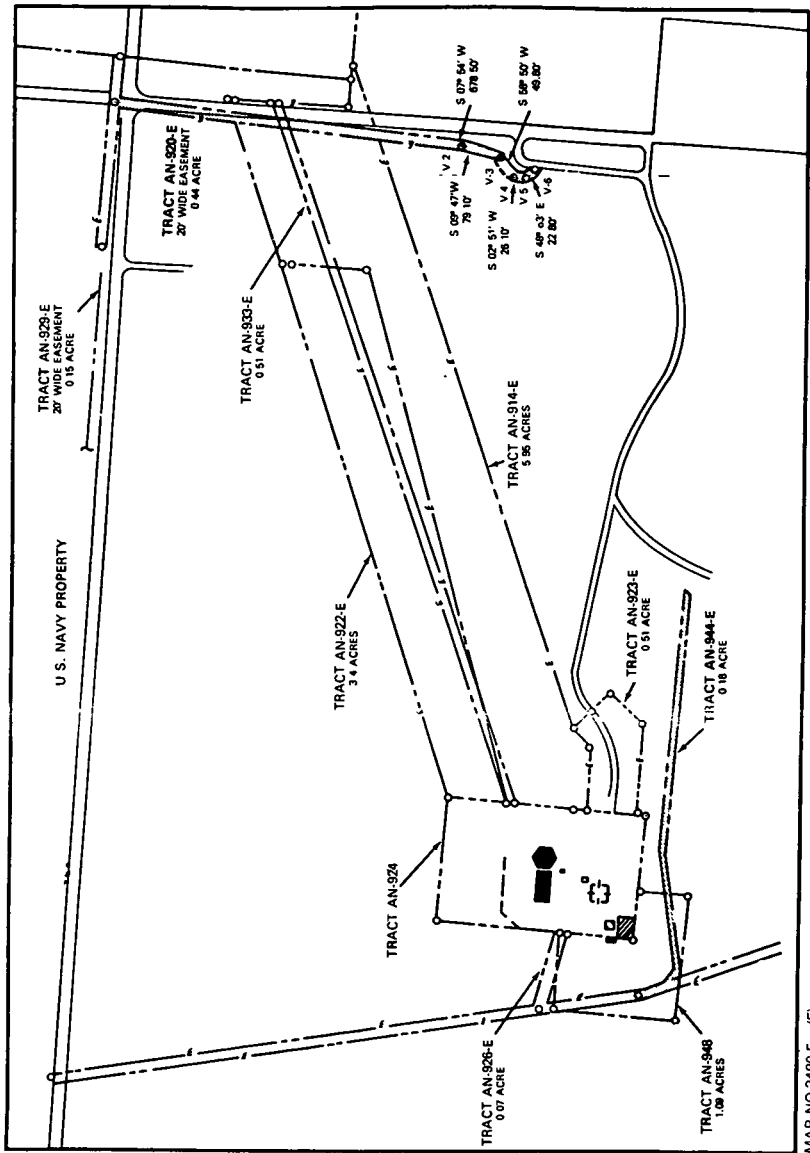 U S. NAVY PROPERTY
TRACT AN-929-E
20' WIDE EASEMENT
0 15 ACRE
TRACT AN-920-E
20' WIDE EASEMENT
0 44 ACRE
TRACT AN-933-E
0 51 ACRE
TRACT AN-922-E
3 4 ACRES
TRACT AN-914-E
5 95 ACRES
S 07° 54' W
678 50'
S 58° 50' W
49.80'
V-2
S 09° 47' W
79 10'
V-3
V 4
V 5
V-6
S 02° 51' W
26 10'
S 48° 03' E
22 80'
TRACT AN-924
TRACT AN-923-E
0 51 ACRE
TRACT AN-944-E
0 18 ACRE
TRACT AN-926-E
0 07 ACRE
TRACT AN-948
1.09 ACRES